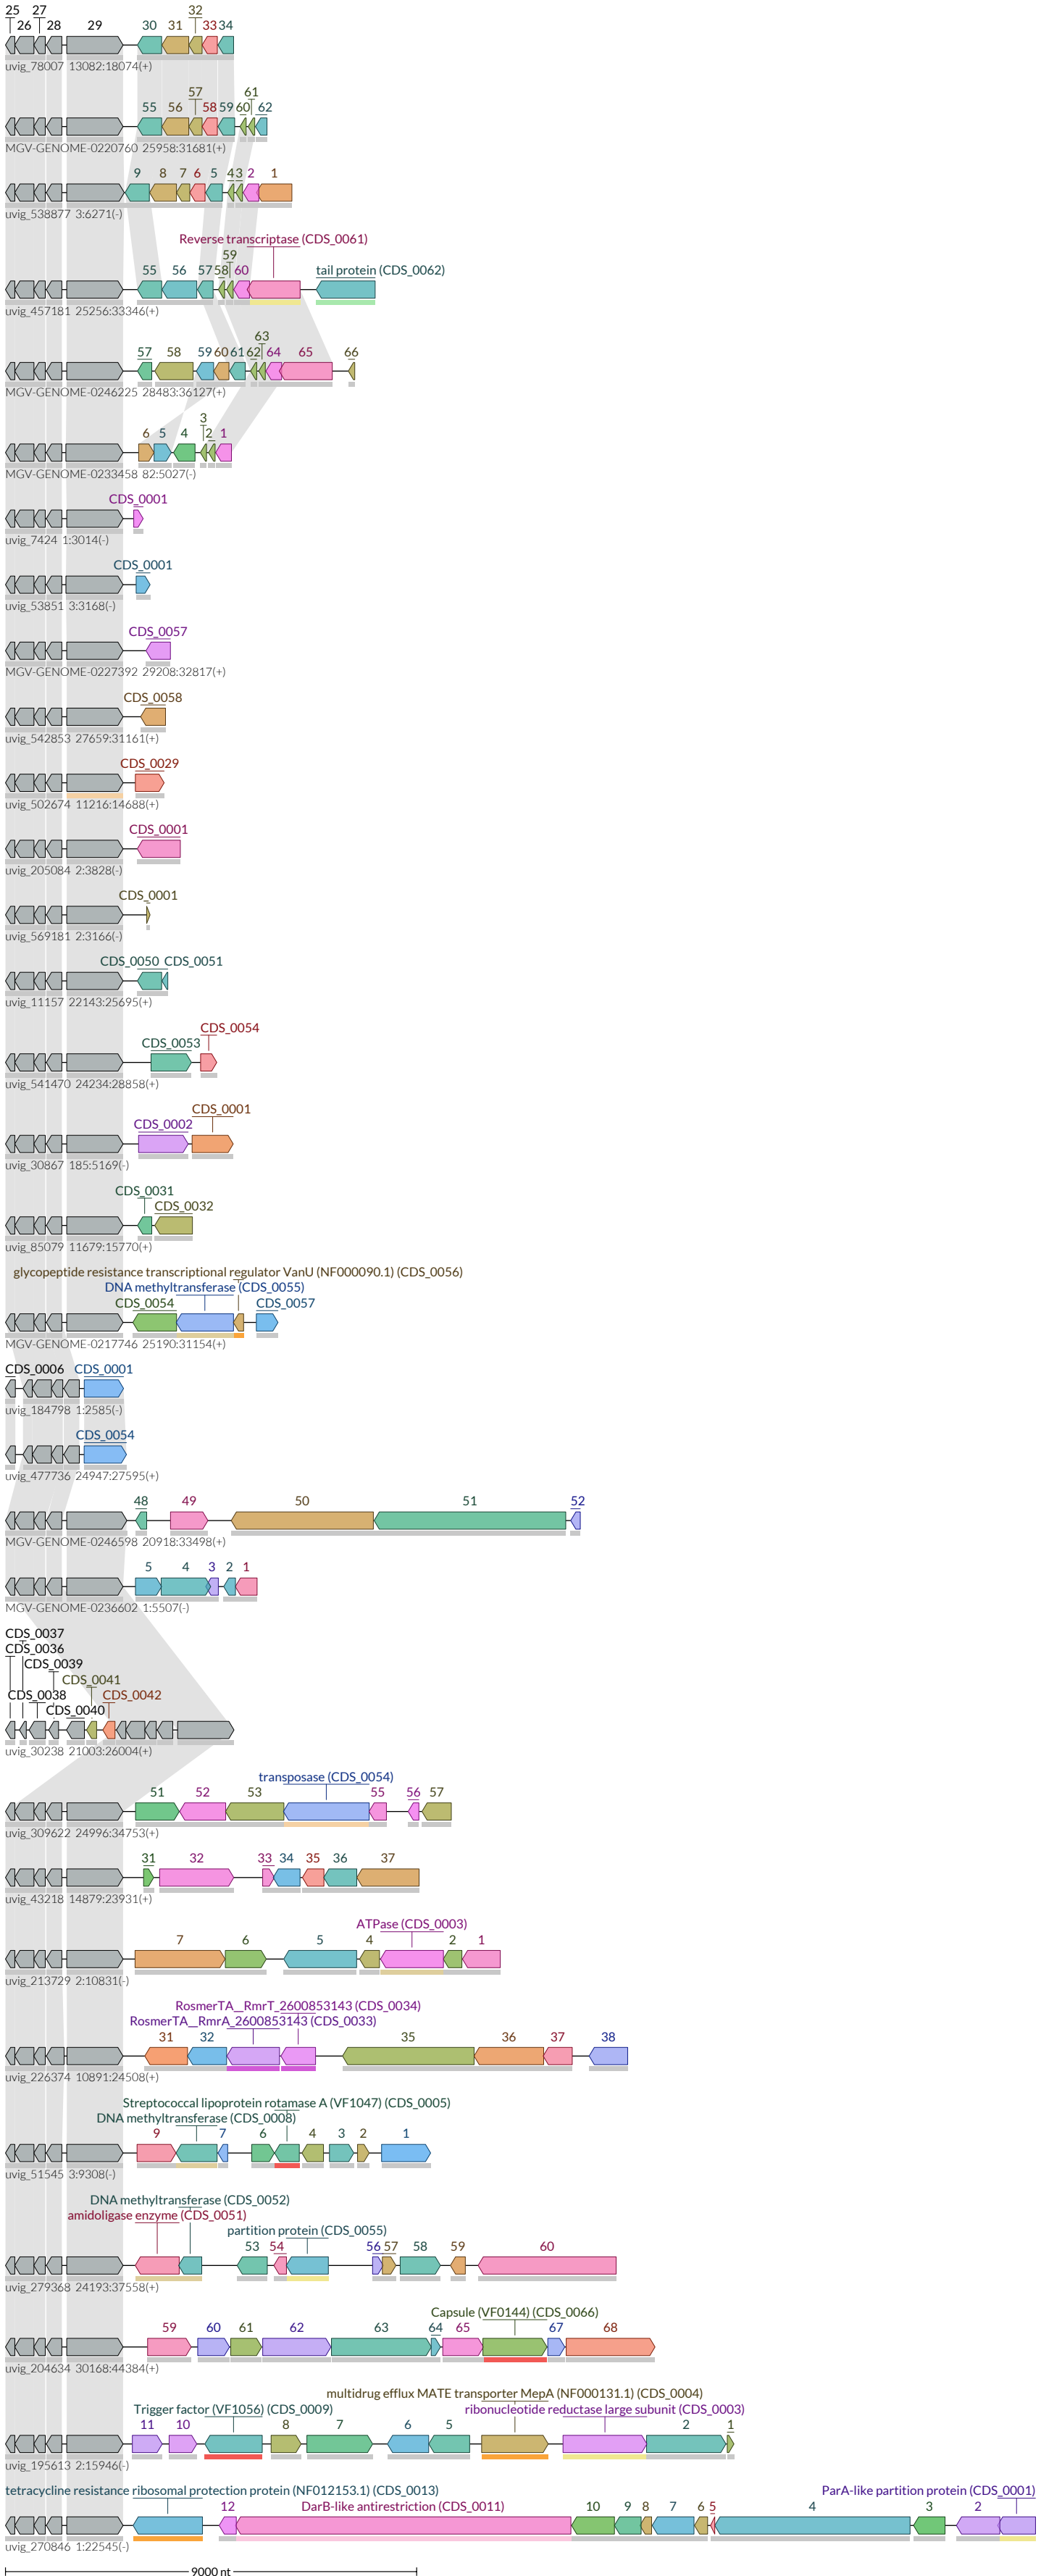 25 27 32
26 28 29 30 31 33 34
uvig_78007 13082:18074(+)
57 61
55 56 58 59 60 62
MGV-GENOME-0220760 25958:31681(+)
9 8 7 6 5 4 3 2 1
uvig_538877 3:6271(-)
Reverse transcriptase (CDS_0061)
59
55 56 57 58 60 tail protein (CDS_0062)
uvig_457181 25256:33346(+)
63
57 58 59 60 61 62 64 65 66
MGV-GENOME-0246225 28483:36127(+)
3
6 5 4 2 1
MGV-GENOME-0233458 82:5027(-)
CDS_0001
uvig_7424 1:3014(-)
CDS_0001
uvig_53851 3:3168(-)
CDS_0057
MGV-GENOME-0227392 29208:32817(+)
CDS_0058
uvig_542853 27659:31161(+)
CDS_0029
uvig_502674 11216:14688(+)
CDS_0001
uvig_205084 2:3828(-)
CDS_0001
uvig_569181 2:3166(-)
CDS_0050 CDS_0051
uvig_11157 22143:25695(+)
CDS_0054
CDS_0053
uvig_541470 24234:28858(+)
CDS_0001
CDS_0002
uvig_30867 185:5169(-)
CDS_0031
CDS_0032
uvig_85079 11679:15770(+)
glycopeptide resistance transcriptional regulator VanU (NF000090.1) (CDS_0056)
DNA methyltransferase (CDS_0055)
CDS_0054 CDS_0057
MGV-GENOME-0217746 25190:31154(+)
CDS_0006 CDS_0001
uvig_184798 1:2585(-)
CDS_0054
uvig_477736 24947:27595(+)
48 49 50 51 52
MGV-GENOME-0246598 20918:33498(+)
5 4 3 2 1
MGV-GENOME-0236602 1:5507(-)
CDS_0037
CDS_0036
CDS_0039
CDS_0041
CDS_0038 CDS_0042
CDS_0040
uvig_30238 21003:26004(+)
transposase (CDS_0054)
51 52 53 55 56 57
uvig_309622 24996:34753(+)
31 32 33 34 35 36 37
uvig_43218 14879:23931(+)
ATPase (CDS_0003)
7 6 5 4 2 1
uvig_213729 2:10831(-)
RosmerTA__RmrT_2600853143 (CDS_0034)
RosmerTA__RmrA_2600853143 (CDS_0033)
31 32 35 36 37 38
uvig_226374 10891:24508(+)
Streptococcal lipoprotein rotamase A (VF1047) (CDS_0005)
DNA methyltransferase (CDS_0008)
9 7 6 4 3 2 1
uvig_51545 3:9308(-)
DNA methyltransferase (CDS_0052)
amidoligase enzyme (CDS_0051)
partition protein (CDS_0055)
53 54 56 57 58 59 60
uvig_279368 24193:37558(+)
Capsule (VF0144) (CDS_0066)
59 60 61 62 63 64 65 67 68
uvig_204634 30168:44384(+)
multidrug efflux MATE transporter MepA (NF000131.1) (CDS_0004)
Trigger factor (VF1056) (CDS_0009) ribonucleotide reductase large subunit (CDS_0003)
11 10 8 7 6 5 2 1
uvig_195613 2:15946(-)
tetracycline resistance ribosomal protection protein (NF012153.1) (CDS_0013) ParA-like partition protein (CDS_0001)
12 DarB-like antirestriction (CDS_0011) 10 9 8 7 6 5 4 3 2
uvig_270846 1:22545(-)
9000 nt